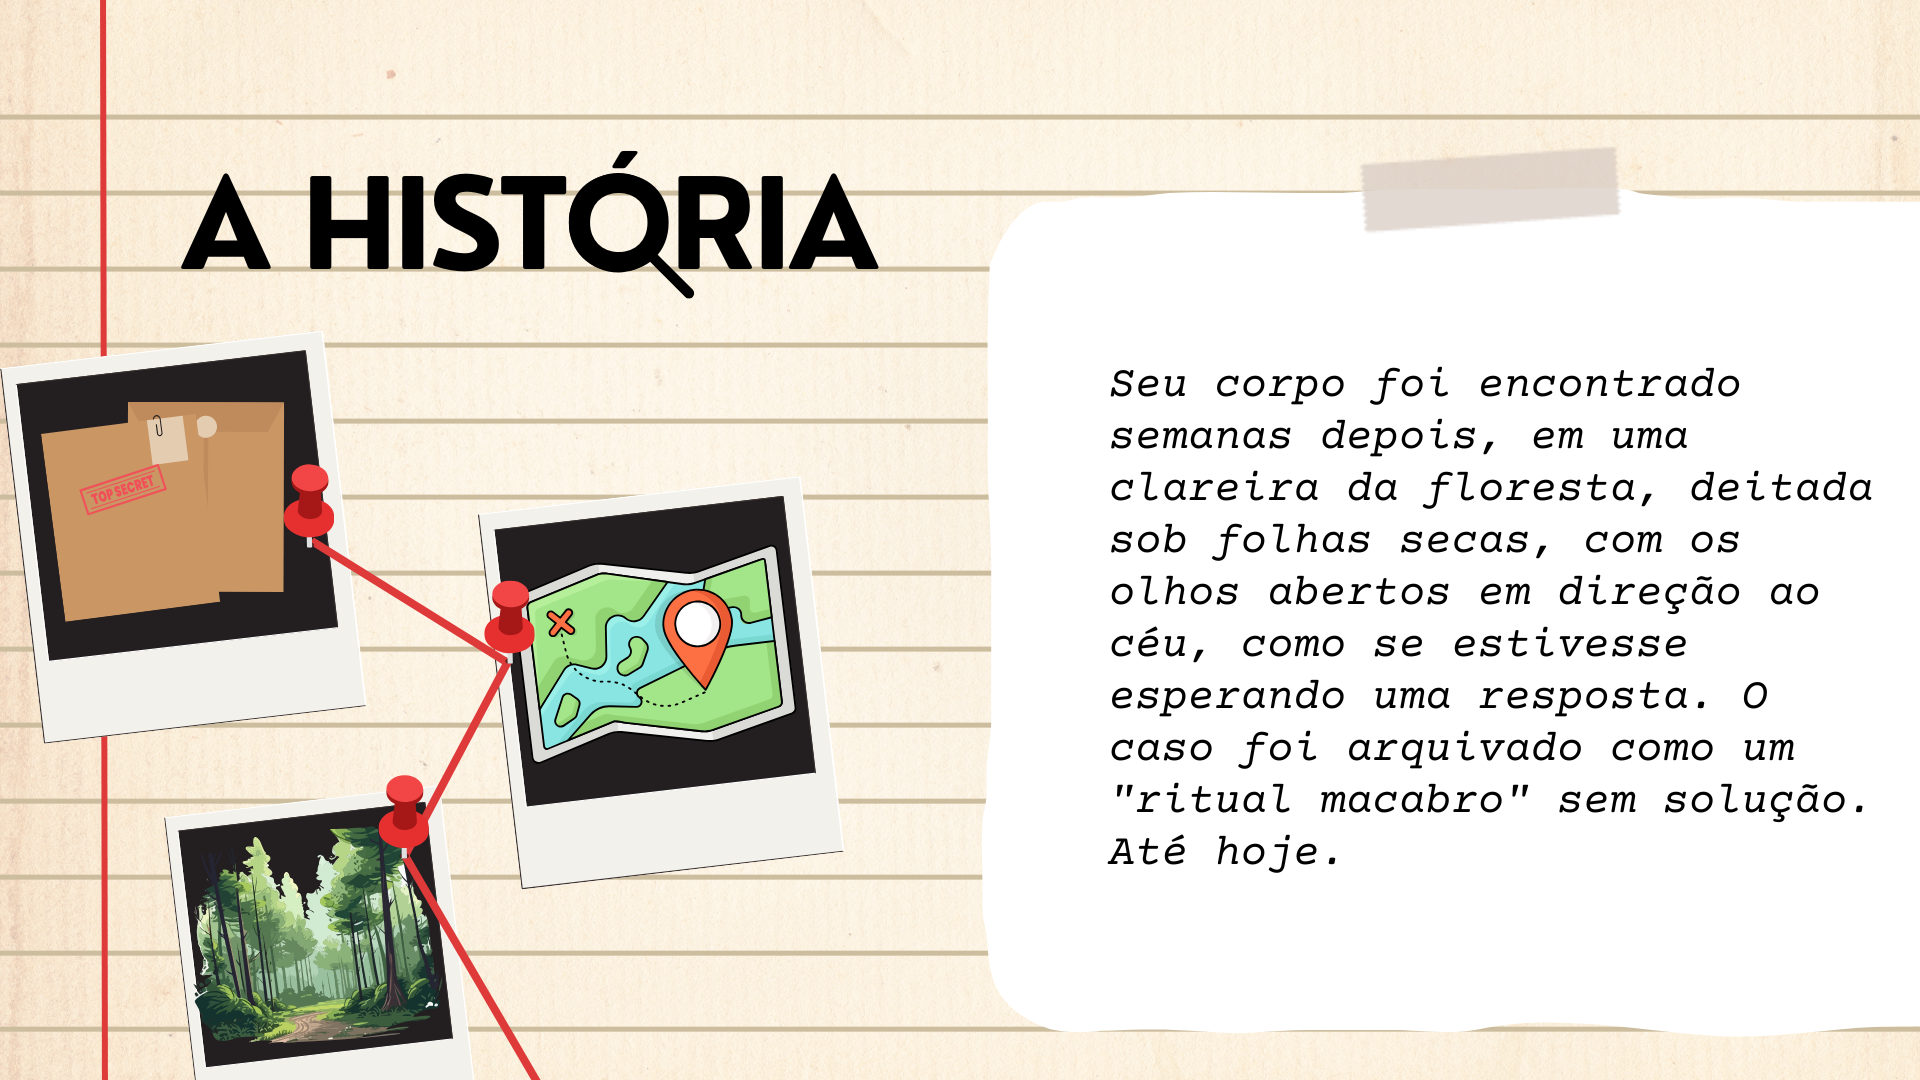 A HISTÓRIA
TOP SECRET
Seu corpo foi encontrado
semanas depois, em uma
clareira da floresta, deitada
sob folhas secas, com os
olhos abertos em direção ao
céu, como se estivesse
esperando uma resposta. O
caso foi arquivado como um
"ritual macabro" sem solução.
Até hoje.